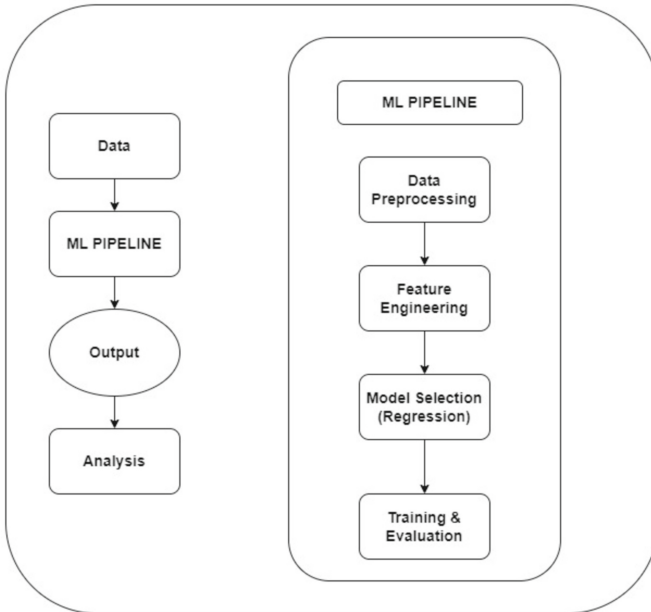 Data
ML PIPELINE
Output
Analysis
ML PIPELINE
Data
Preprocessing
Feature
Engineering
Model Selection
(Regression)
Training &
Evaluation